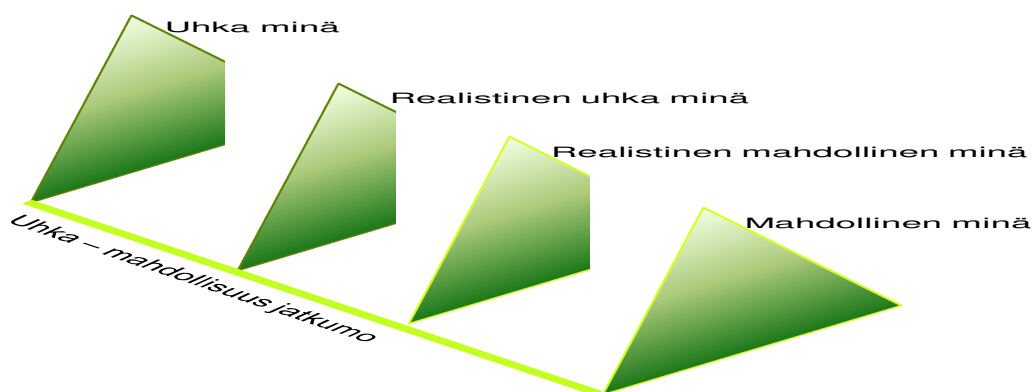 Uhka minä
Realistinen uhka minä
Realistinen mahdollinen minä
Mahdollinen minä
Uhka – mahdollisuus jatkumo